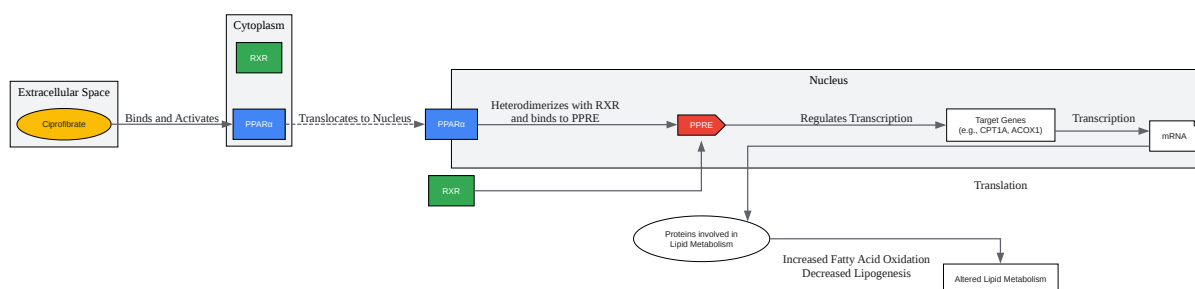 Cytoplasm
RXR
PPARα
Extracellular Space
Ciprofibrate
Binds and Activates
Translocates to Nucleus
Nucleus
PPARα
Heterodimerizes with RXR
and binds to PPRE
PPRE
Regulates Transcription
Target Genes
(e.g., CPT1A, ACOX1)
Transcription
mRNA
RXR
Translation
Proteins involved in
Lipid Metabolism
Increased Fatty Acid Oxidation
Decreased Lipogenesis
Altered Lipid Metabolism